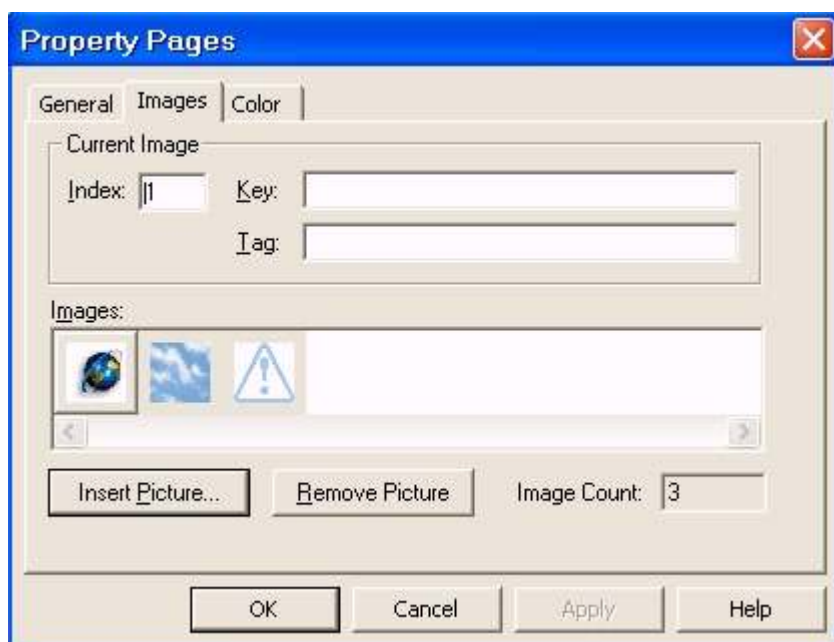 Property Pages
General Images Color
Current Image
Index: 1 Key:
Tag:
Images:
Insert Picture... Remove Picture Image Count: 3
OK Cancel Apply Help